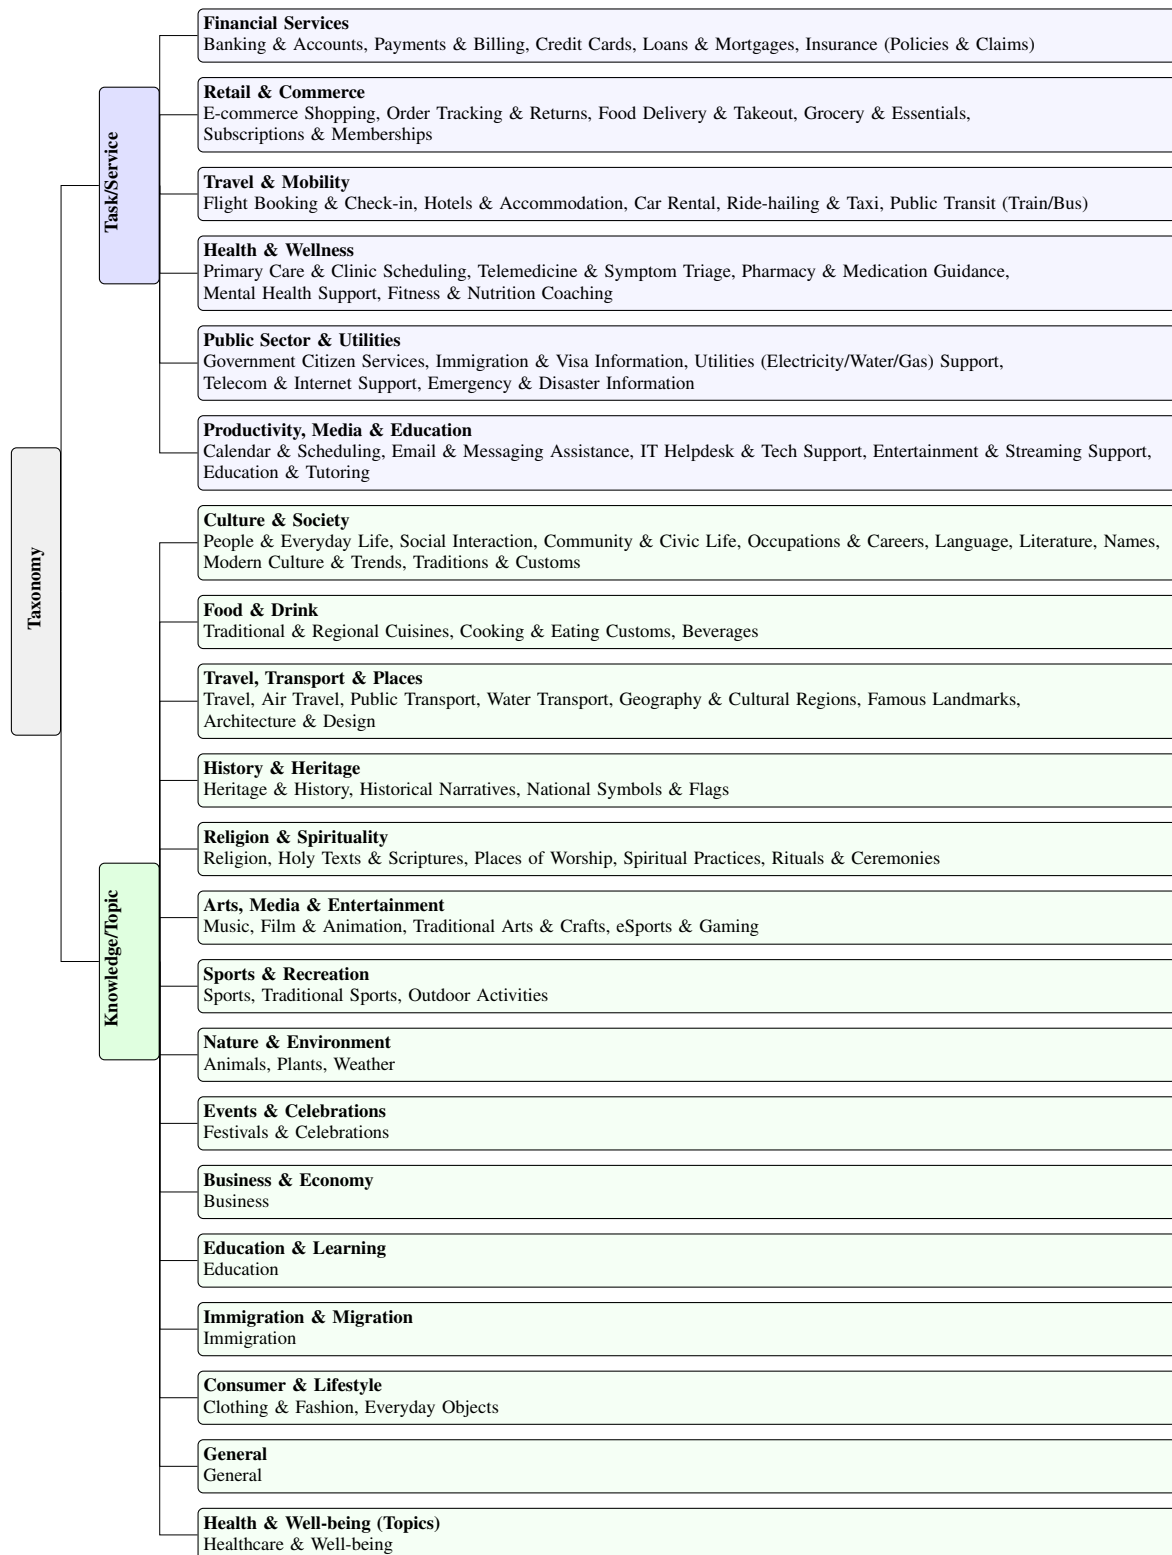 Taxonomy
Task/Service
Financial Services
Banking & Accounts, Payments & Billing, Credit Cards, Loans & Mortgages, Insurance (Policies & Claims)
Retail & Commerce
E-commerce Shopping, Order Tracking & Returns, Food Delivery & Takeout, Grocery & Essentials,
Subscriptions & Memberships
Travel & Mobility
Flight Booking & Check-in, Hotels & Accommodation, Car Rental, Ride-hailing & Taxi, Public Transit (Train/Bus)
Health & Wellness
Primary Care & Clinic Scheduling, Telemedicine & Symptom Triage, Pharmacy & Medication Guidance,
Mental Health Support, Fitness & Nutrition Coaching
Public Sector & Utilities
Government Citizen Services, Immigration & Visa Information, Utilities (Electricity/Water/Gas) Support,
Telecom & Internet Support, Emergency & Disaster Information
Productivity, Media & Education
Calendar & Scheduling, Email & Messaging Assistance, IT Helpdesk & Tech Support, Entertainment & Streaming Support,
Education & Tutoring
Knowledge/Topic
Culture & Society
People & Everyday Life, Social Interaction, Community & Civic Life, Occupations & Careers, Language, Literature, Names,
Modern Culture & Trends, Traditions & Customs
Food & Drink
Traditional & Regional Cuisines, Cooking & Eating Customs, Beverages
Travel, Transport & Places
Travel, Air Travel, Public Transport, Water Transport, Geography & Cultural Regions, Famous Landmarks,
Architecture & Design
History & Heritage
Heritage & History, Historical Narratives, National Symbols & Flags
Religion & Spirituality
Religion, Holy Texts & Scriptures, Places of Worship, Spiritual Practices, Rituals & Ceremonies
Arts, Media & Entertainment
Music, Film & Animation, Traditional Arts & Crafts, eSports & Gaming
Sports & Recreation
Sports, Traditional Sports, Outdoor Activities
Nature & Environment
Animals, Plants, Weather
Events & Celebrations
Festivals & Celebrations
Business & Economy
Business
Education & Learning
Education
Immigration & Migration
Immigration
Consumer & Lifestyle
Clothing & Fashion, Everyday Objects
General
General
Health & Well-being (Topics)
Healthcare & Well-being